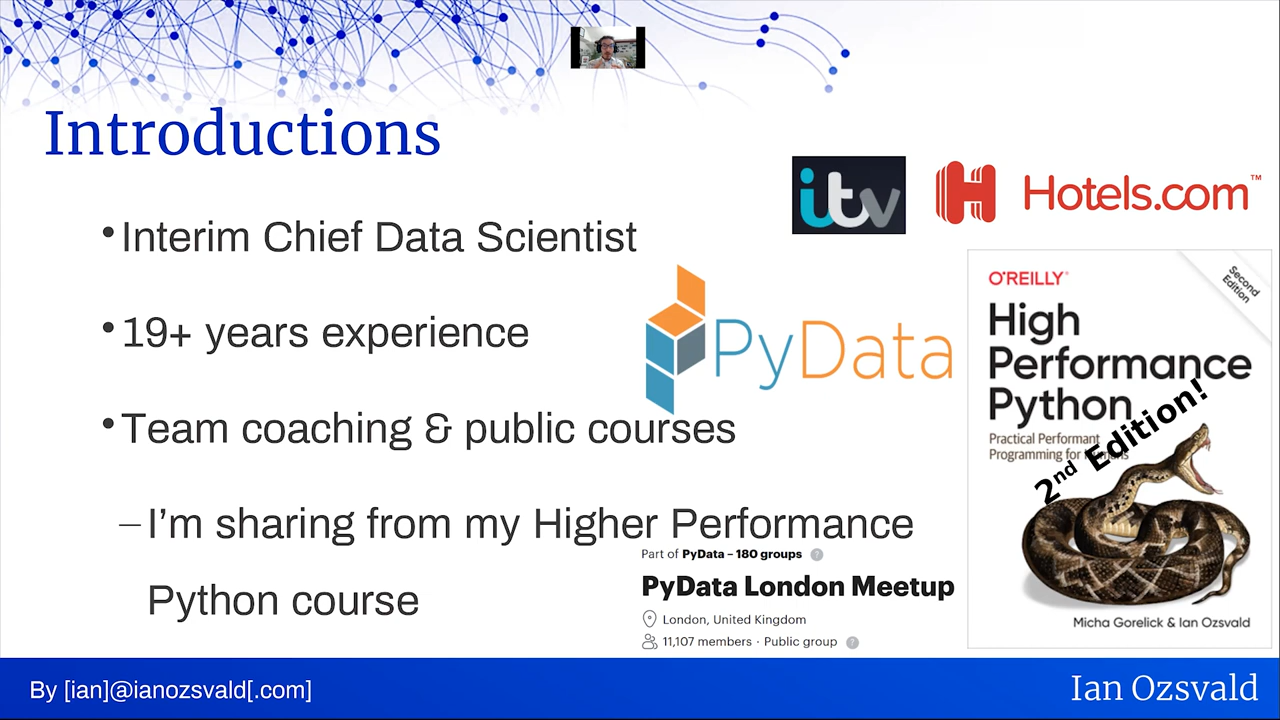 Introductions
itv
Hotels.com™
•Interim Chief Data Scientist
•19+ years experience
•Team coaching & public courses
–I’m sharing from my Higher Performance
Python course
PyData
O'REILLY®
Second
Edition
High
Performance
Python
Practical Performant
Programming for Humans
2nd Edition!
Micha Gorelick & Ian Ozsvald
Part of PyData – 180 groups ?
PyData London Meetup
London, United Kingdom
11,107 members · Public group ?
By [ian]@ianozsvald[.com]
Ian Ozsvald